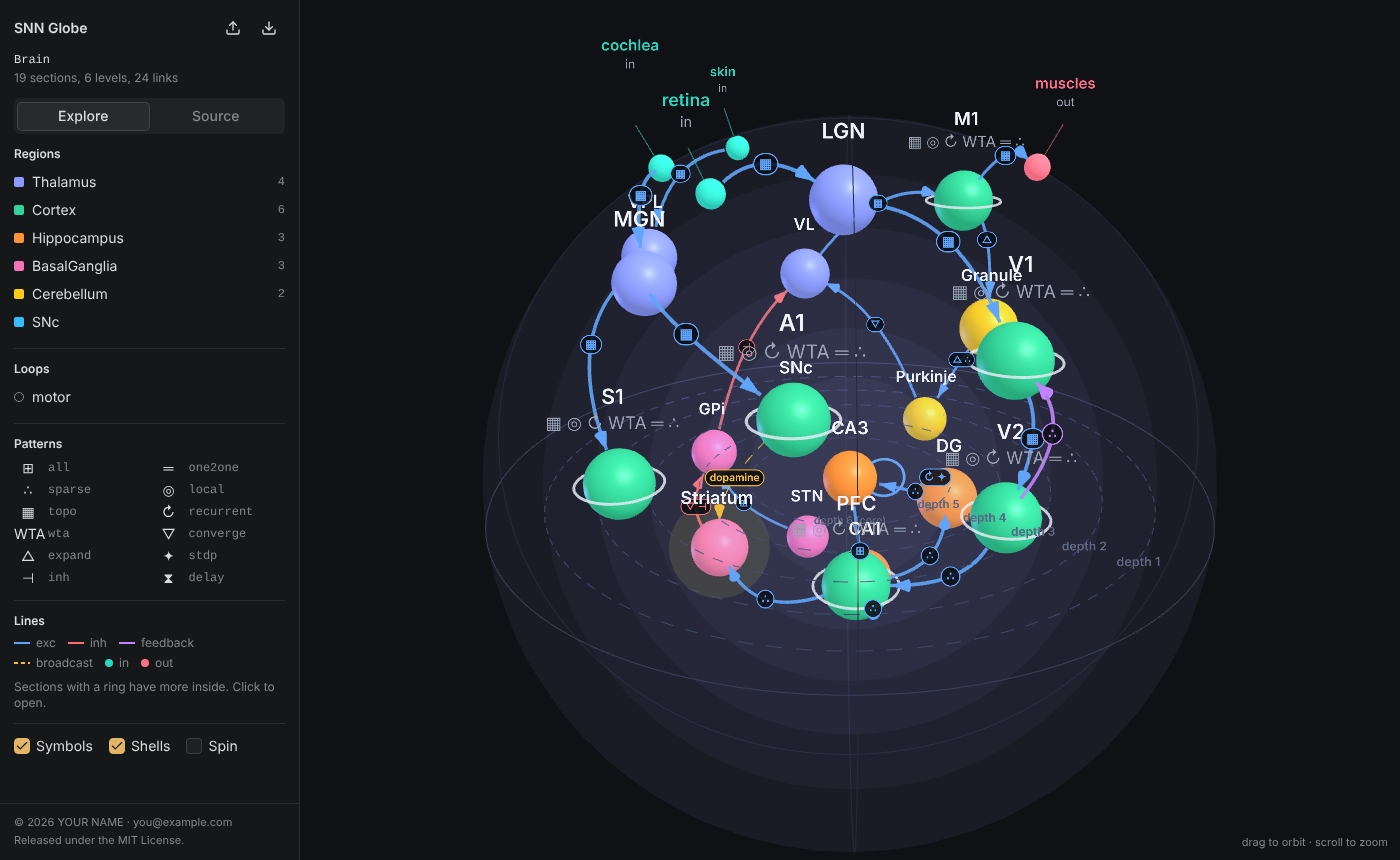 SNN Globe
Brain
19 sections, 6 levels, 24 links
Explore
Source
Regions
Thalamus 4
Cortex 6
Hippocampus 3
BasalGanglia 3
Cerebellum 2
SNc
Loops
motor
Patterns
⊞ all
═ one2one
∴ sparse
◎ local
▦ topo
↻ recurrent
WTA wta
▽ converge
△ expand
✦ stdp
⊣ inh
⧗ delay
Lines
exc inh feedback
broadcast in out
Sections with a ring have more inside. Click to
open.
Symbols Shells Spin
© 2026 YOUR NAME · you@example.com
Released under the MIT License.
cochlea
in
skin
in
retina
in
muscles
out
LGN
M1
▦ ◎ ↻ WTA ═ ∴
MGN
VL
V1
Granule
▦ ◎ ↻ WTA ═ ∴
A1
▦ ◎ ↻ WTA ═ ∴
SNc
Purkinje
S1
▦ ◎ ↻ WTA ═ ∴
GPi
CA3
V2
DG
▦ ◎ ↻ WTA ═ ∴
dopamine
Striatum
STN
PFC
CA1
depth 5
depth 4
depth 3
depth 2
depth 1
drag to orbit · scroll to zoom